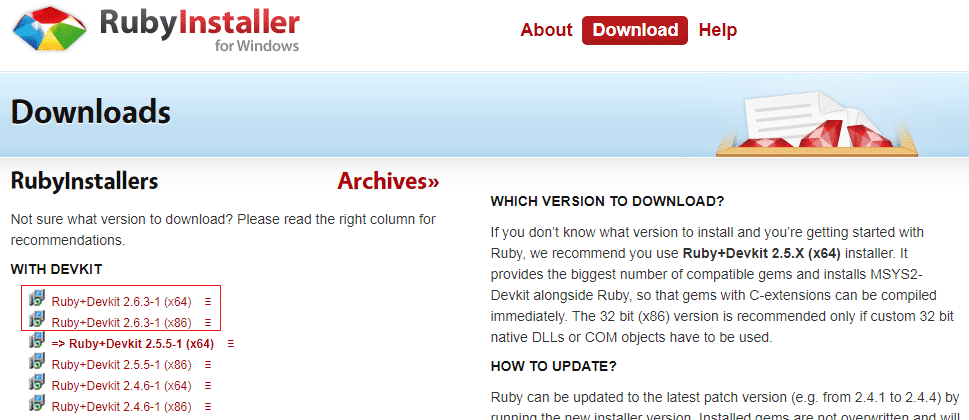 RubyInstaller
for Windows
About Download Help
Downloads
RubyInstallers Archives»
Not sure what version to download? Please read the right column for
recommendations.
WITH DEVKIT
Ruby+Devkit 2.6.3-1 (x64) ≡
Ruby+Devkit 2.6.3-1 (x86) ≡
=> Ruby+Devkit 2.5.5-1 (x64) ≡
Ruby+Devkit 2.5.5-1 (x86) ≡
Ruby+Devkit 2.4.6-1 (x64) ≡
Ruby+Devkit 2.4.6-1 (x86) ≡
WHICH VERSION TO DOWNLOAD?
If you don’t know what version to install and you’re getting started with
Ruby, we recommend you use Ruby+Devkit 2.5.X (x64) installer. It
provides the biggest number of compatible gems and installs MSYS2-
Devkit alongside Ruby, so that gems with C-extensions can be compiled
immediately. The 32 bit (x86) version is recommended only if custom 32 bit
native DLLs or COM objects have to be used.
HOW TO UPDATE?
Ruby can be updated to the latest patch version (e.g. from 2.4.1 to 2.4.4) by
running the new installer version. Installed gems are not overwritten and will